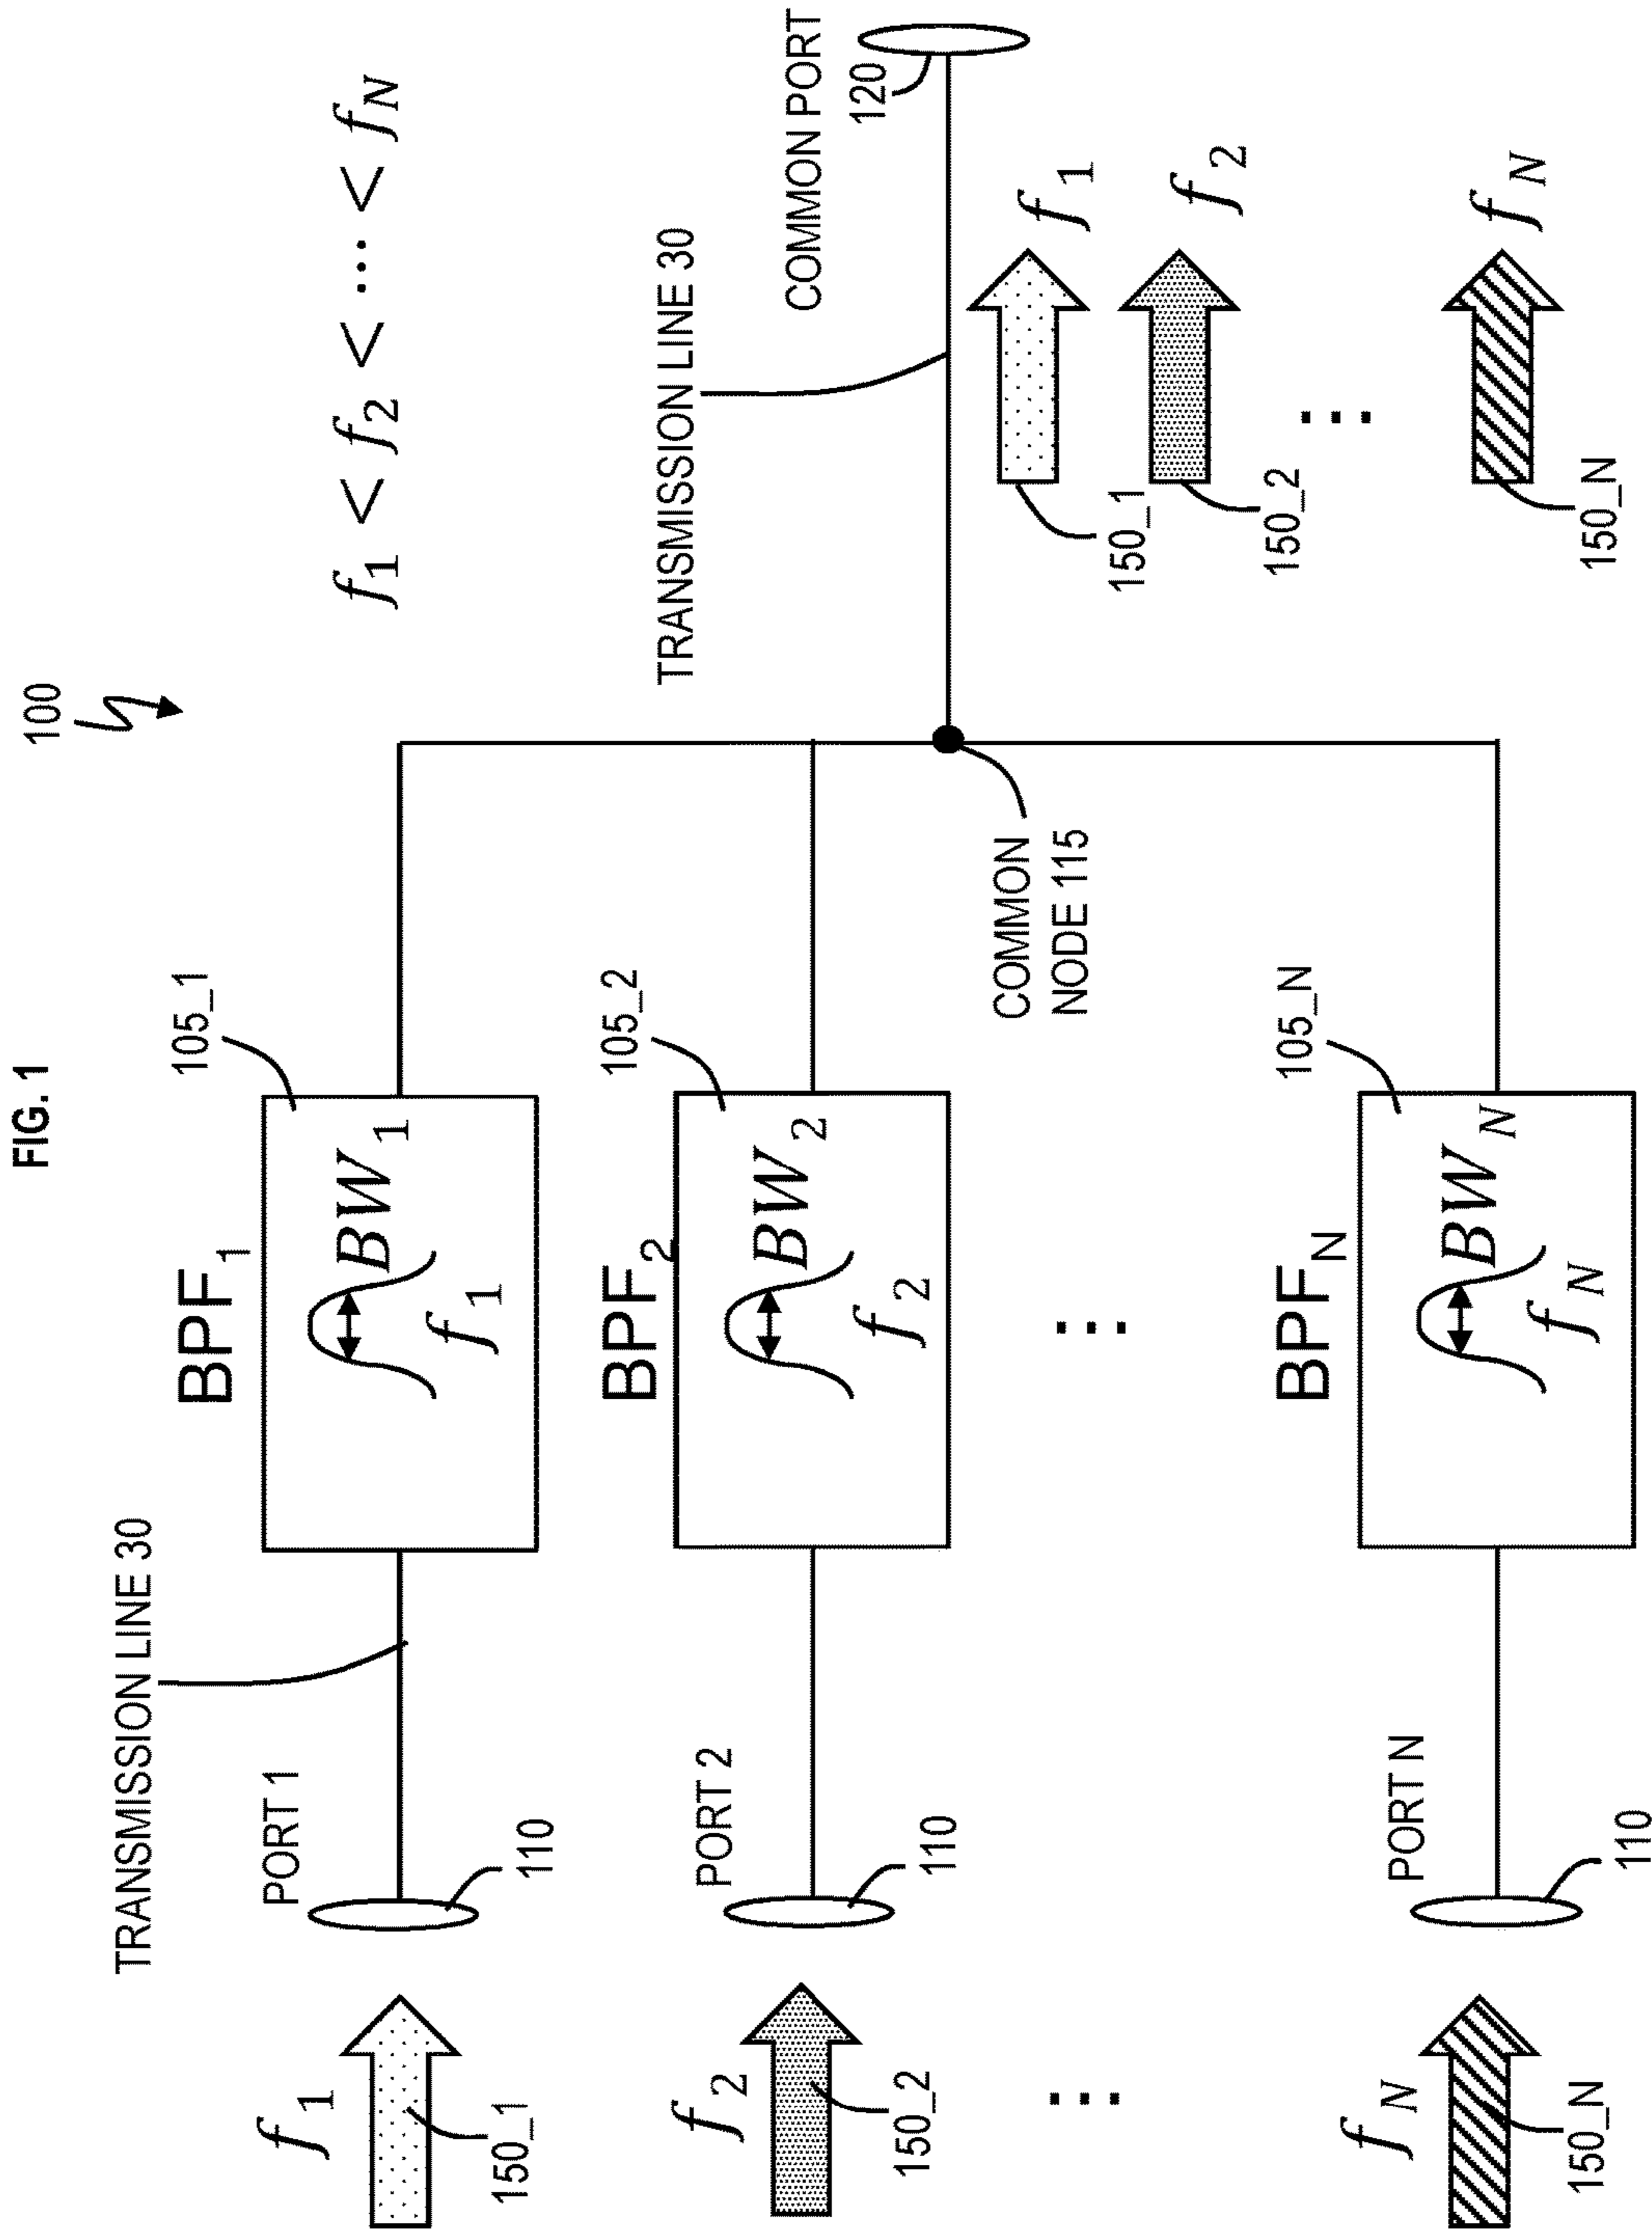 FIG. 1
100
f1 < f2 < ... < fN
TRANSMISSION LINE 30
PORT 1
110
f1
150_1
BPF1
105_1
BW1
f1
TRANSMISSION LINE 30
COMMON PORT
120
PORT 2
110
f2
150_2
BPF2
105_2
BW2
f2
COMMON
NODE 115
f1
150_1
f2
150_2
...
fN
150_N
...
...
PORT N
110
fN
150_N
BPFN
105_N
BWN
fN